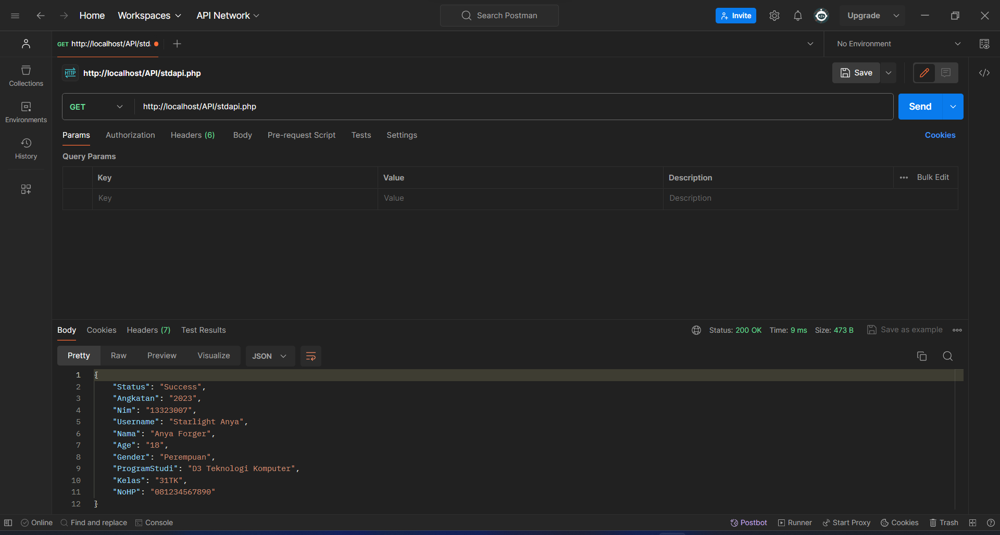 Home Workspaces API Network Search Postman Invite Upgrade
GET http://localhost/API/std No Environment
HTTP http://localhost/API/stdapi.php Save
Collections
GET http://localhost/API/stdapi.php Send
Environments
Params Authorization Headers (6) Body Pre-request Script Tests Settings Cookies
History
Query Params
Key Value Description Bulk Edit
Key Value Description
Body Cookies Headers (7) Test Results Status: 200 OK Time: 9 ms Size: 473 B Save as example
Pretty Raw Preview Visualize JSON
1 {
2 "Status": "Success",
3 "Angkatan": "2023",
4 "Nim": "13323007",
5 "Username": "Starlight Anya",
6 "Nama": "Anya Forger",
7 "Age": "18",
8 "Gender": "Perempuan",
9 "ProgramStudi": "D3 Teknologi Komputer",
10 "Kelas": "31TK",
11 "NoHP": "081234567890"
12 }
Online Find and replace Console Postbot Runner Start Proxy Cookies Trash